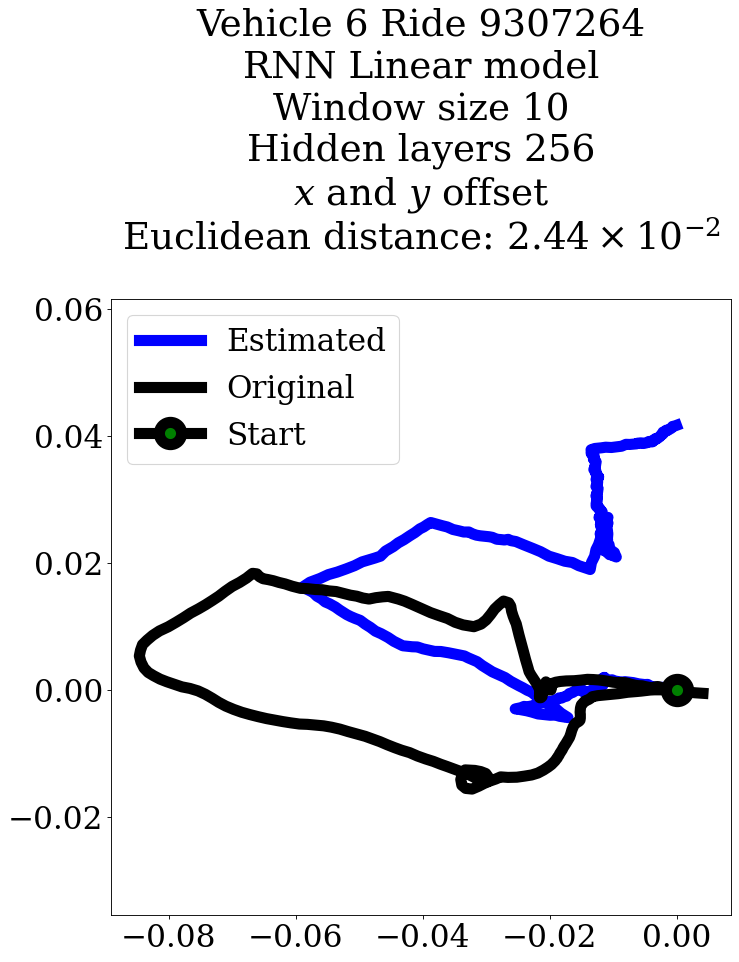 Vehicle 6 Ride 9307264
RNN Linear model
Window size 10
Hidden layers 256
x and y offset
Euclidean distance: 2.44 × 10⁻²
Estimated
Original
Start
0.06
0.04
0.02
0.00
−0.02
−0.08 −0.06 −0.04 −0.02 0.00